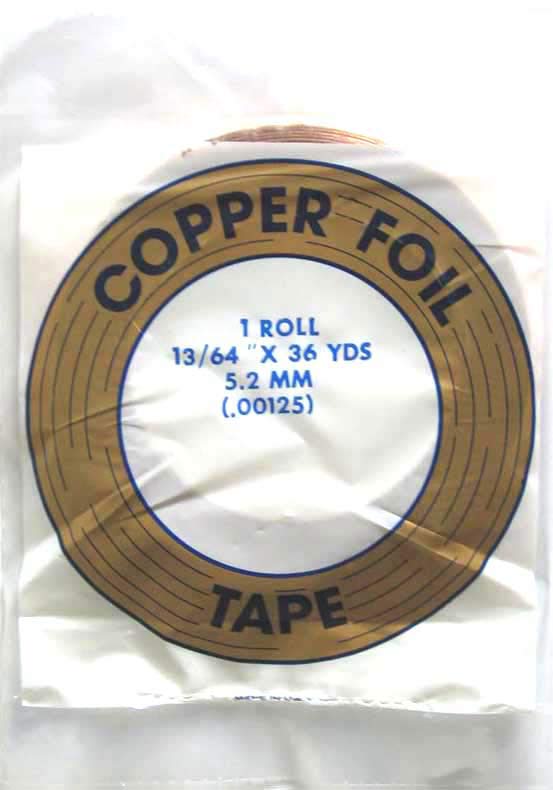 COPPER FOIL
1 ROLL
13/64 "X 36 YDS
5.2 MM
(.00125)
TAPE